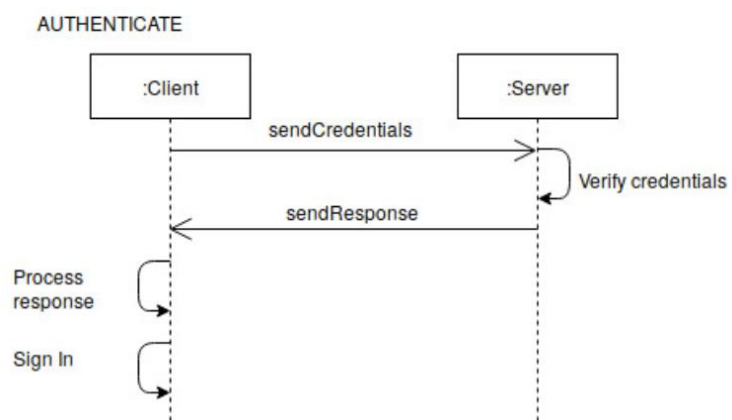 AUTHENTICATE
:Client
:Server
sendCredentials
Verify credentials
sendResponse
Process
response
Sign In